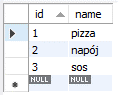 id name
1 pizza
2 napój
3 sos
NULL NULL